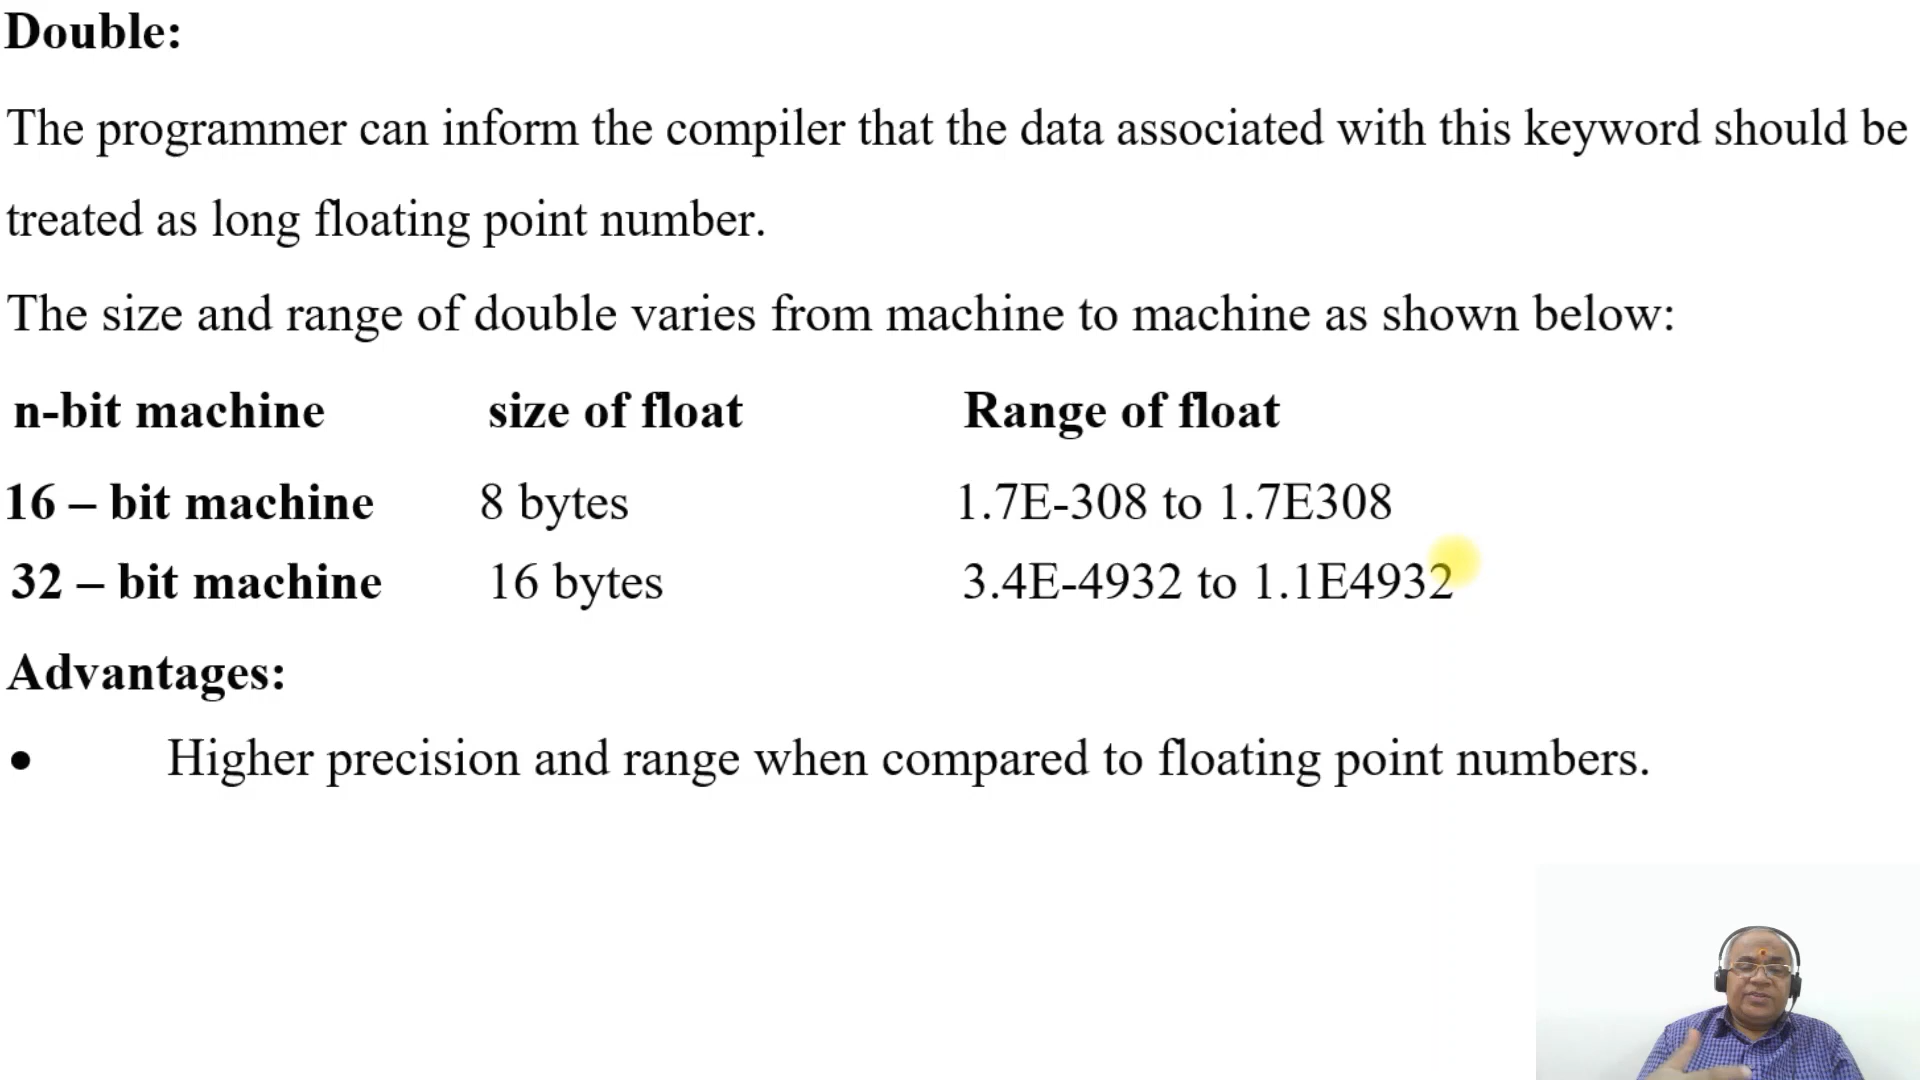 Double:
The programmer can inform the compiler that the data associated with this keyword should be
treated as long floating point number.
The size and range of double varies from machine to machine as shown below:
n-bit machine size of float Range of float
16 – bit machine 8 bytes 1.7E-308 to 1.7E308
32 – bit machine 16 bytes 3.4E-4932 to 1.1E4932
Advantages:
• Higher precision and range when compared to floating point numbers.